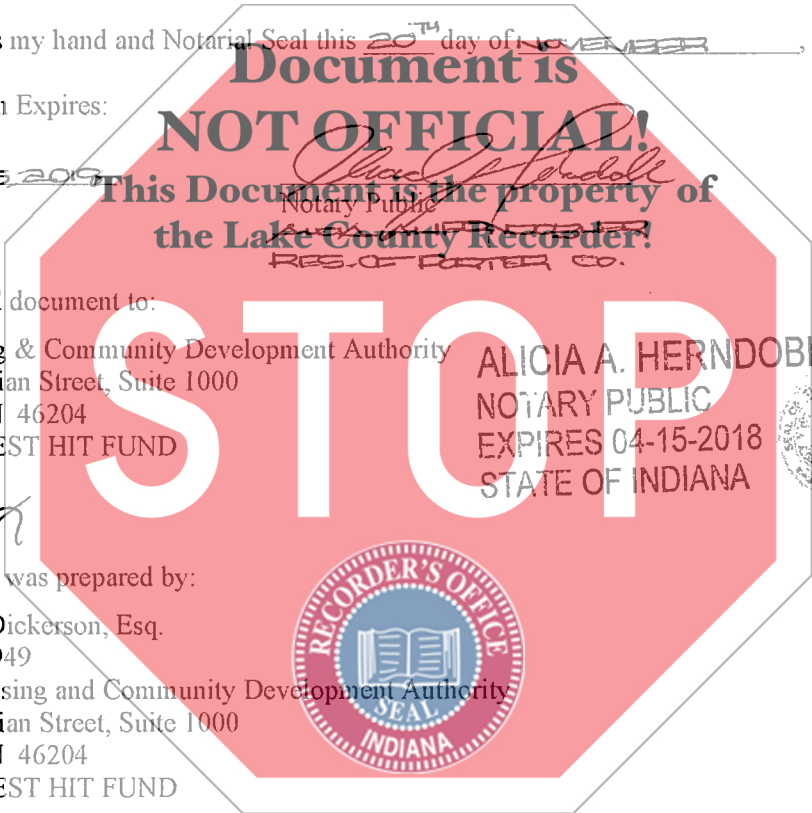 s my hand and Notarial Seal this 20TH day of NOVEMBER ,
Document is
n Expires:
NOT OFFICIAL!
2019
This Document is the property of
Notary Public
the Lake County Recorder!
RES. OF PORTER CO.
document to:
STOP
g & Community Development Authority
ian Street, Suite 1000
46204
EST HIT FUND
ALICIA A. HERNDOBL
NOTARY PUBLIC
EXPIRES 04-15-2018
STATE OF INDIANA
was prepared by:
Dickerson, Esq.
949
sing and Community Development Authority
ian Street, Suite 1000
46204
EST HIT FUND
RECORDER'S OFFICE
SEAL
INDIANA